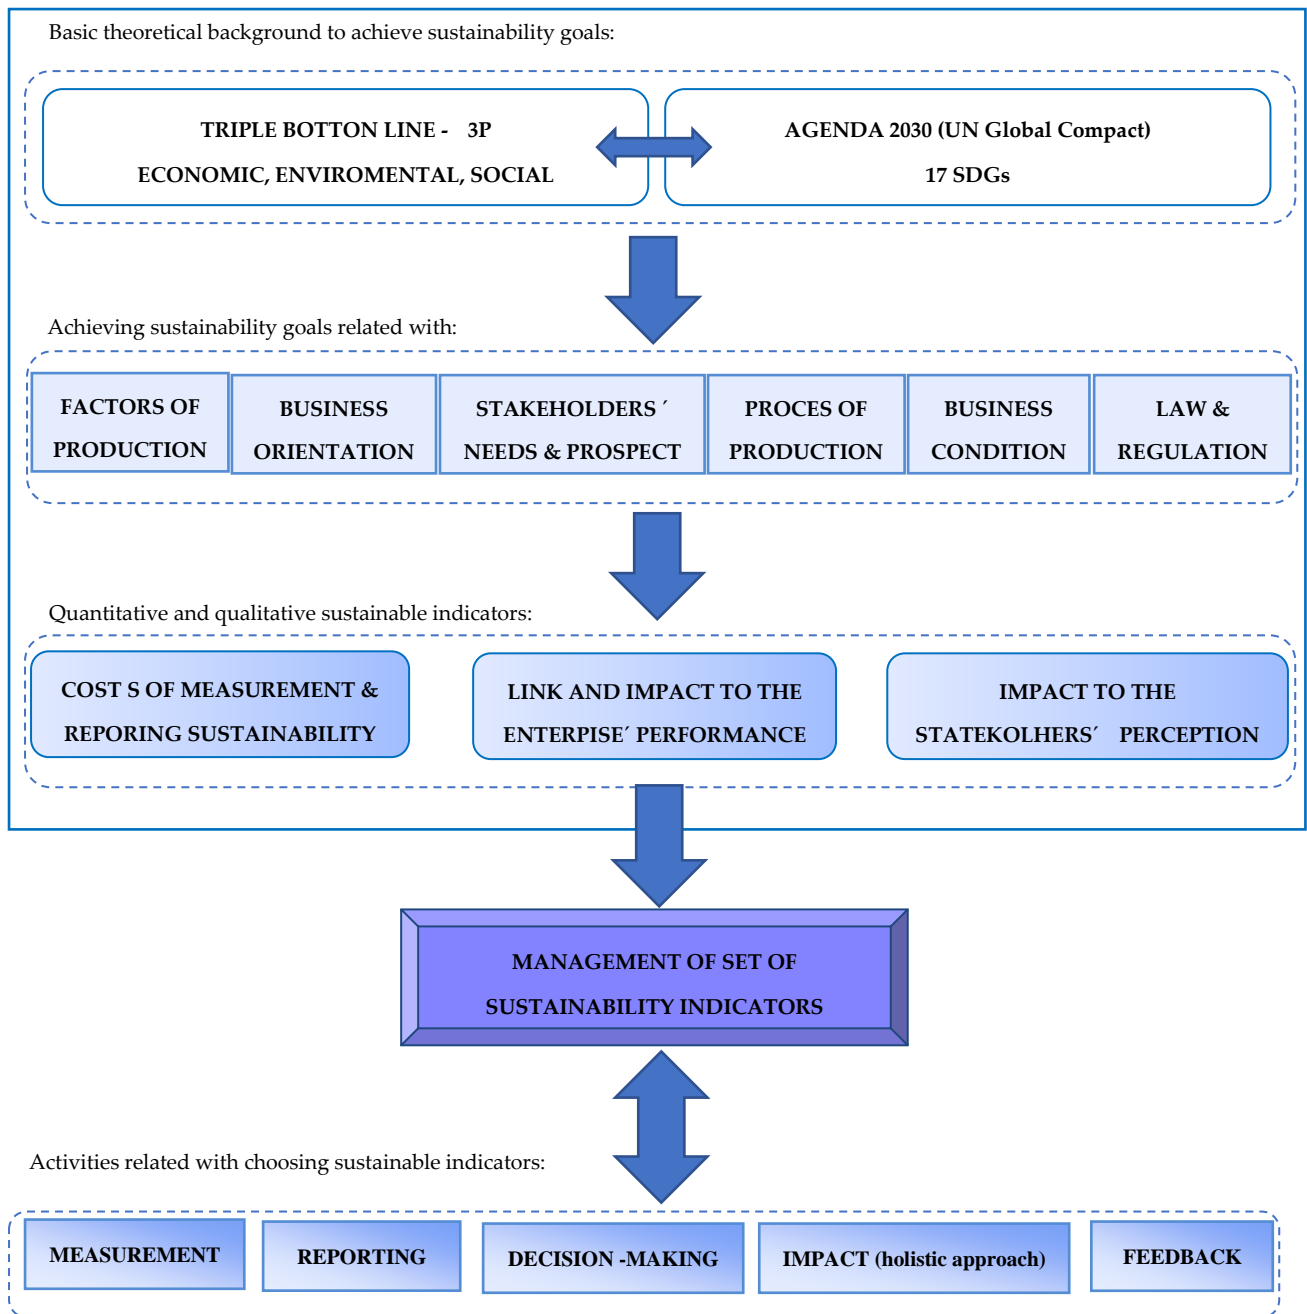 Basic theoretical background to achieve sustainability goals:
TRIPLE BOTTON LINE - 3P
ECONOMIC, ENVIROMENTAL, SOCIAL
AGENDA 2030 (UN Global Compact)
17 SDGs
Achieving sustainability goals related with:
FACTORS OF
PRODUCTION
BUSINESS
ORIENTATION
STAKEHOLDERS ´
NEEDS & PROSPECT
PROCES OF
PRODUCTION
BUSINESS
CONDITION
LAW &
REGULATION
Quantitative and qualitative sustainable indicators:
COST S OF MEASUREMENT &
REPORING SUSTAINABILITY
LINK AND IMPACT TO THE
ENTERPISE´ PERFORMANCE
IMPACT TO THE
STATEKOLHERS´ PERCEPTION
MANAGEMENT OF SET OF
SUSTAINABILITY INDICATORS
Activities related with choosing sustainable indicators:
MEASUREMENT
REPORTING
DECISION -MAKING
IMPACT (holistic approach)
FEEDBACK